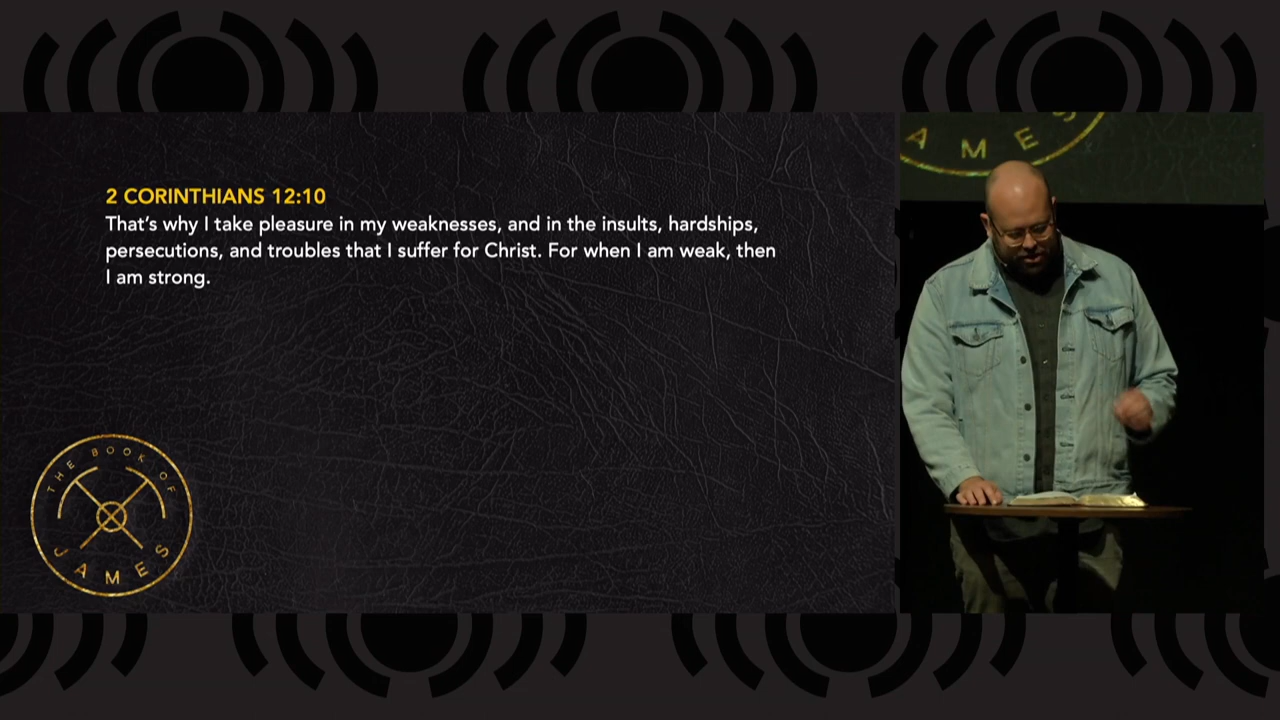 2 CORINTHIANS 12:10
That's why I take pleasure in my weaknesses, and in the insults, hardships,
persecutions, and troubles that I suffer for Christ. For when I am weak, then
I am strong.
THE BOOK OF
JAMES
AMES